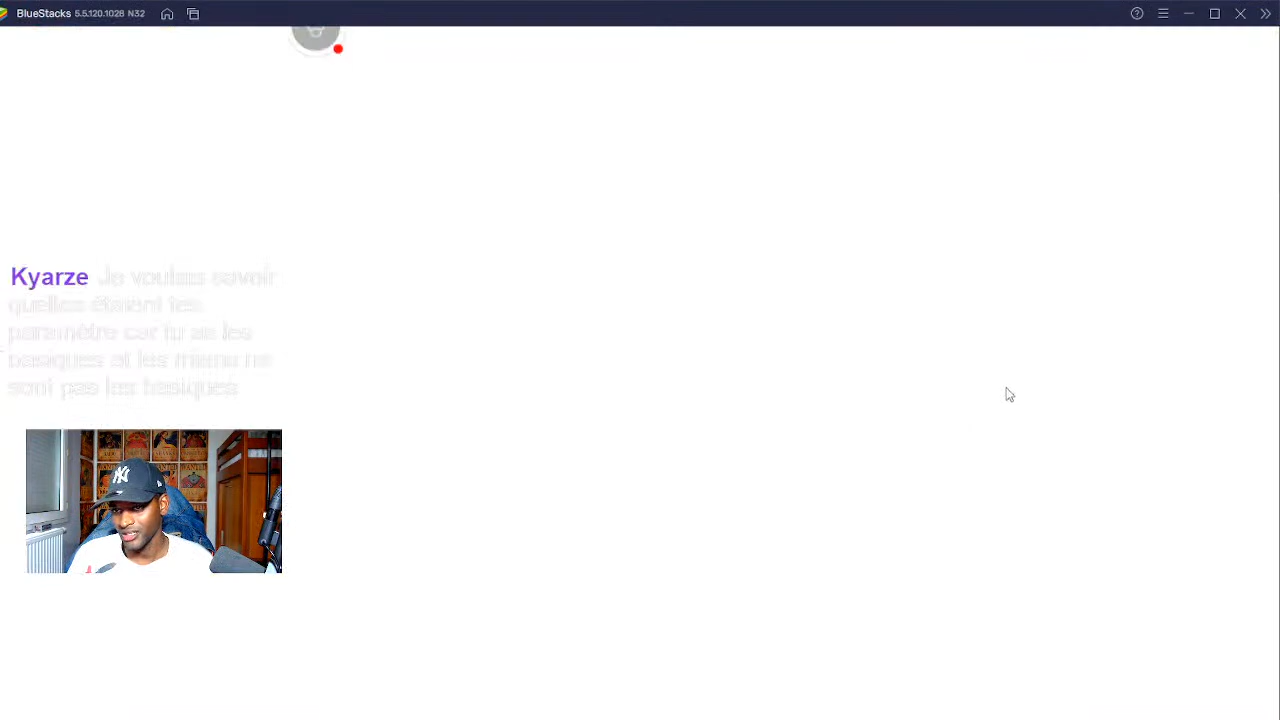 BlueStacks 5.5.120.1028 N32
Kyarze Je voulais savoir
quelles étaient tes
paramètre car tu as les
basiques et les miens ne
sont pas les basiques